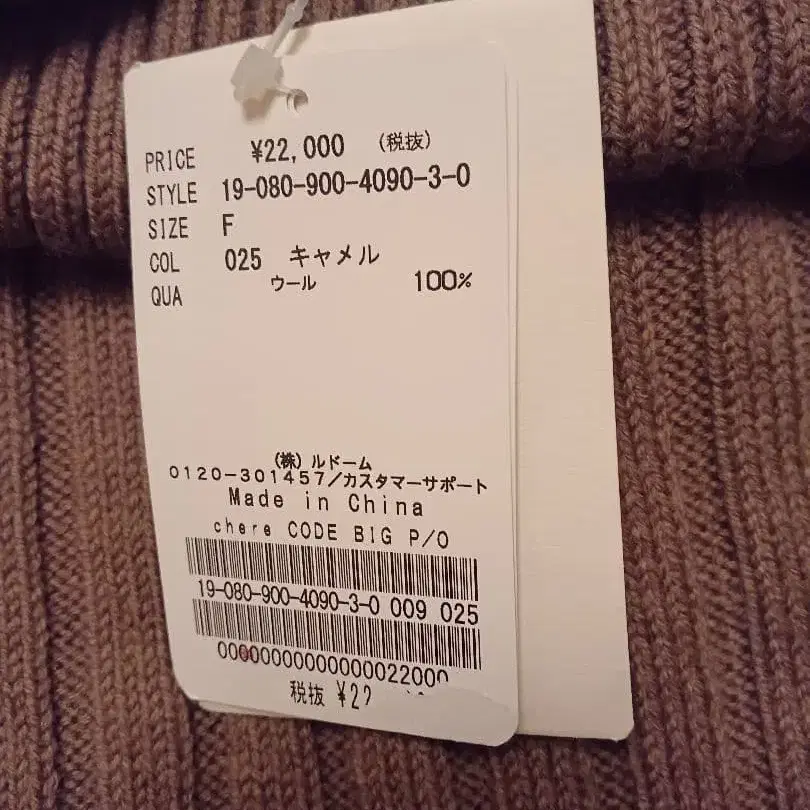 PRICE ¥22,000 (税抜)
STYLE 19-080-900-4090-3-0
SIZE F
COL 025 キャメル
QUA ウール 100%
(株)ルドーム
0120-301457/カスタマーサポート
Made in China
chere CODE BIG P/O
19-080-900-4090-3-0 009 025
税抜 ¥22